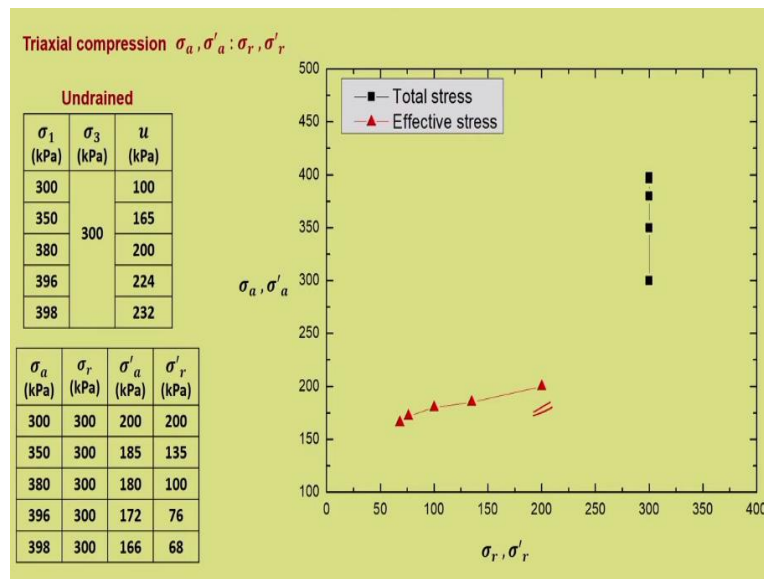 Triaxial compression σₐ, σ'ₐ : σᵣ, σ'ᵣ
Undrained
σ₁ (kPa) σ₃ (kPa) u (kPa)
300 300 100
350 165
380 200
396 224
398 232
σₐ (kPa) σᵣ (kPa) σ'ₐ (kPa) σ'ᵣ (kPa)
300 300 200 200
350 300 185 135
380 300 180 100
396 300 172 76
398 300 166 68
Total stress
Effective stress
500
450
400
350
300
250
200
150
100
σₐ, σ'ₐ
0 50 100 150 200 250 300 350 400
σᵣ, σ'ᵣ